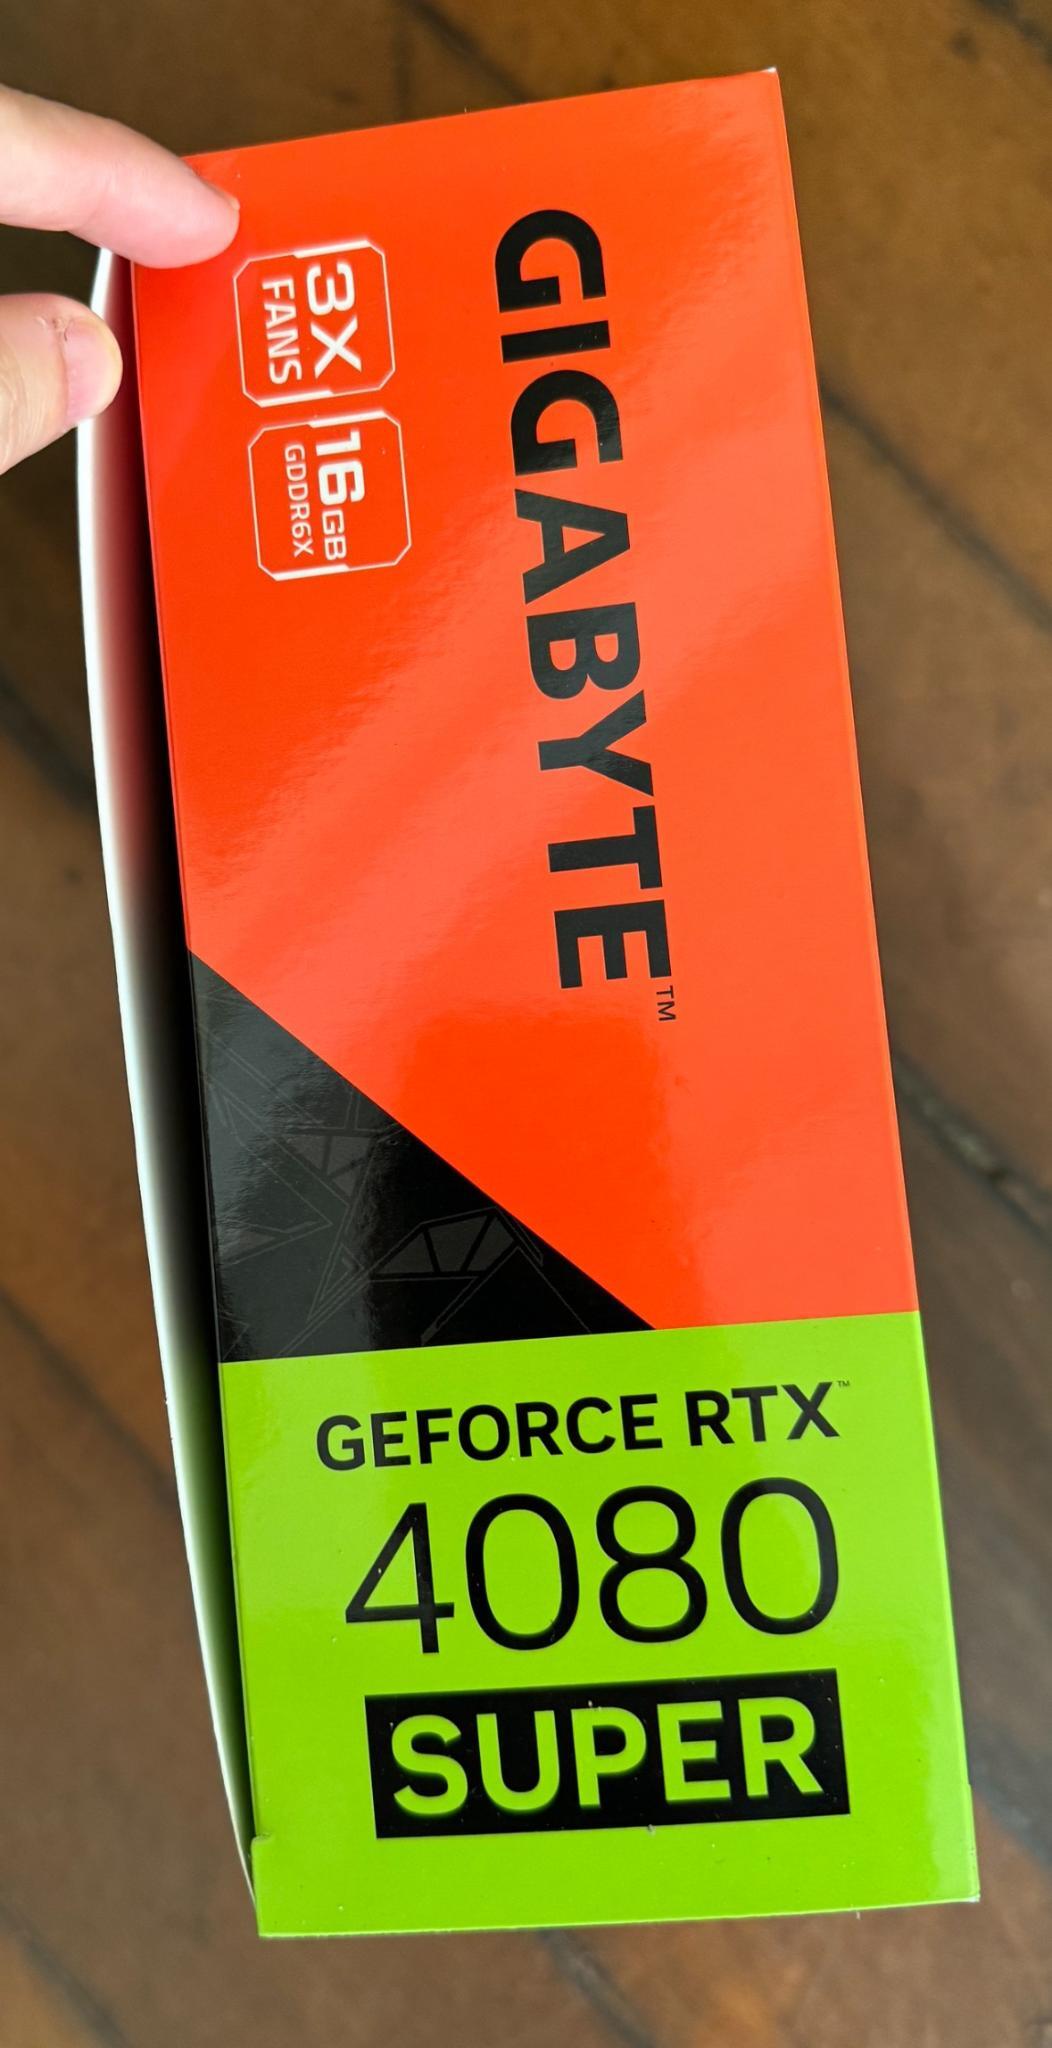 GIGABYTE™
3X
FANS
16GB
GDDR6X
GEFORCE RTX™
4080
SUPER